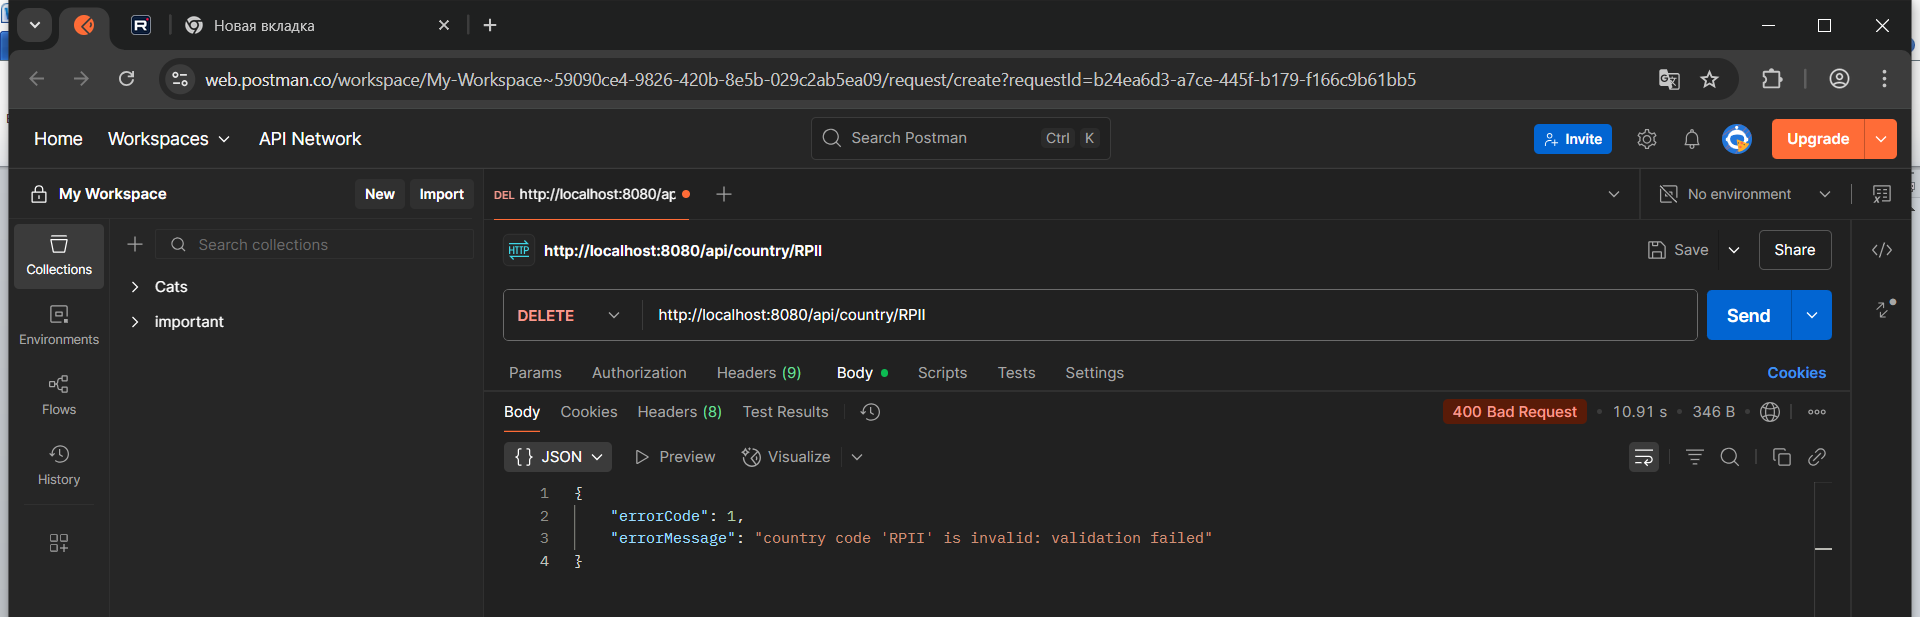 Новая вкладка
web.postman.co/workspace/My-Workspace~59090ce4-9826-420b-8e5b-029c2ab5ea09/request/create?requestId=b24ea6d3-a7ce-445f-b179-f166c9b61bb5
Home Workspaces API Network Search Postman Ctrl K Invite Upgrade
My Workspace New Import DEL http://localhost:8080/ap No environment
Collections Search collections HTTP http://localhost:8080/api/country/RPII Save Share
Cats
important
Environments
Flows
History
DELETE http://localhost:8080/api/country/RPII Send
Params Authorization Headers (9) Body Scripts Tests Settings Cookies
Body Cookies Headers (8) Test Results 400 Bad Request 10.91 s 346 B
{} JSON Preview Visualize
1 {
2 "errorCode": 1,
3 "errorMessage": "country code 'RPII' is invalid: validation failed"
4 }